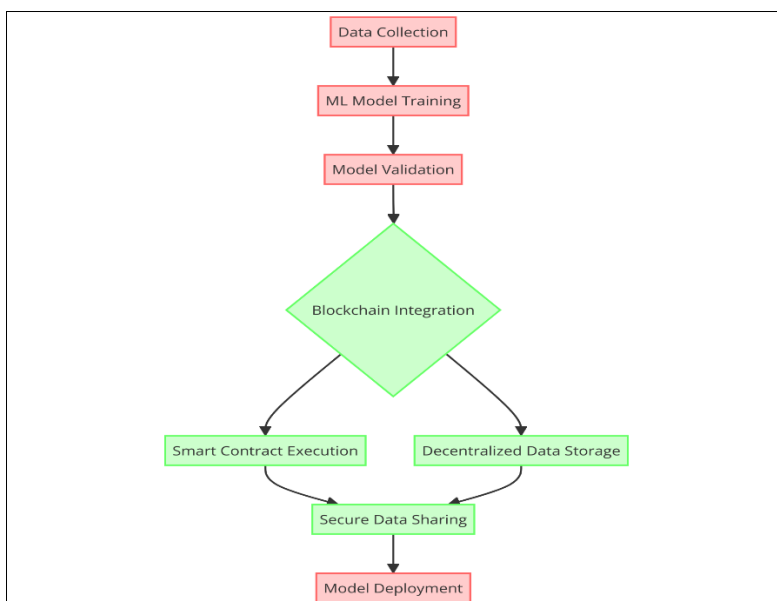 Data Collection
ML Model Training
Model Validation
Blockchain Integration
Smart Contract Execution
Decentralized Data Storage
Secure Data Sharing
Model Deployment